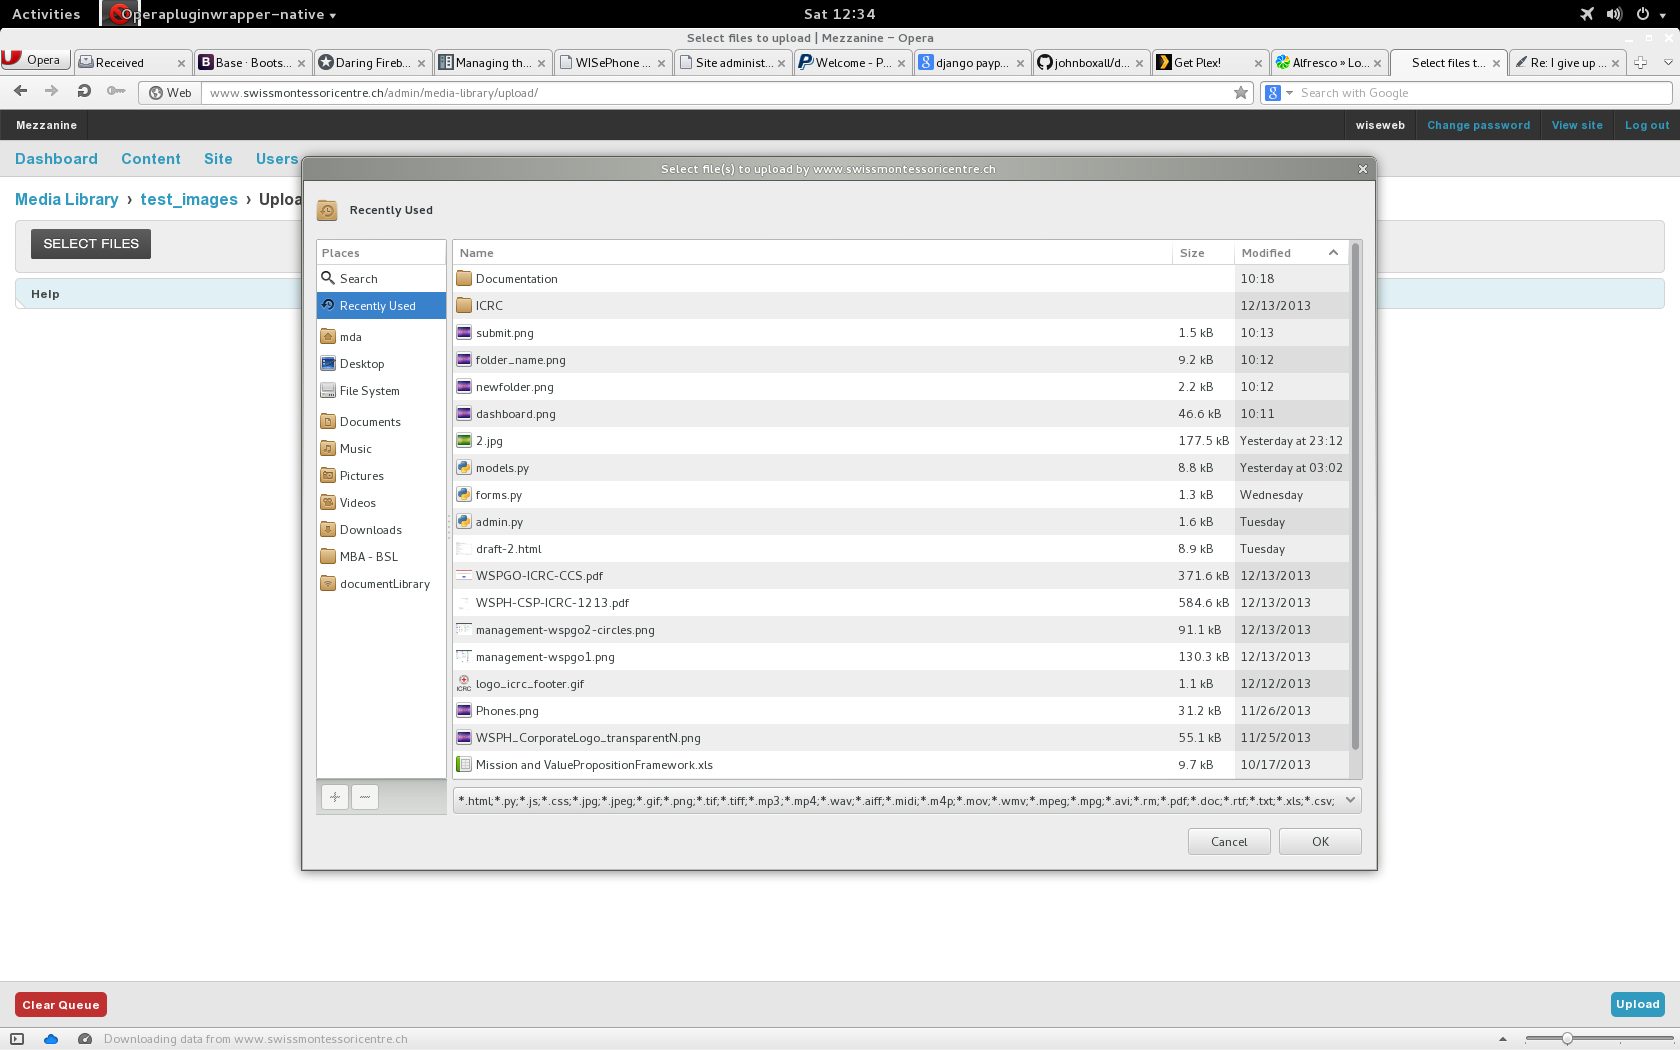 Activities
Operapluginwrapper-native
Sat 12:34
Select files to upload | Mezzanine - Opera
Opera
Received
Base · Boots...
Daring Fireb...
Managing th...
WISePhone ...
Site administ...
Welcome - P...
django payp...
johnboxall/d...
Get Plex!
Alfresco » Lo...
Select files t...
Re: I give up ...
Web
www.swissmontessoricentre.ch/admin/media-library/upload/
Search with Google
Mezzanine
wiseweb
Change password
View site
Log out
Dashboard
Content
Site
Users
Media Library › test_images › Uploa
SELECT FILES
Help
Select file(s) to upload by www.swissmontessoricentre.ch
Recently Used
Places
Search
Recently Used
mda
Desktop
File System
Documents
Music
Pictures
Videos
Downloads
MBA - BSL
documentLibrary
Name Size Modified
Documentation 10:18
ICRC 12/13/2013
submit.png 1.5 kB 10:13
folder_name.png 9.2 kB 10:12
newfolder.png 2.2 kB 10:12
dashboard.png 46.6 kB 10:11
2.jpg 177.5 kB Yesterday at 23:12
models.py 8.8 kB Yesterday at 03:02
forms.py 1.3 kB Wednesday
admin.py 1.6 kB Tuesday
draft-2.html 8.9 kB Tuesday
WSPGO-ICRC-CCS.pdf 371.6 kB 12/13/2013
WSPH-CSP-ICRC-1213.pdf 584.6 kB 12/13/2013
management-wspgo2-circles.png 91.1 kB 12/13/2013
management-wspgo1.png 130.3 kB 12/13/2013
logo_icrc_footer.gif 1.1 kB 12/12/2013
Phones.png 31.2 kB 11/26/2013
WSPH_CorporateLogo_transparentN.png 55.1 kB 11/25/2013
Mission and ValuePropositionFramework.xls 9.7 kB 10/17/2013
*.html;*.py;*.js;*.css;*.jpg;*.jpeg;*.gif;*.png;*.tif;*.tiff;*.mp3;*.mp4;*.wav;*.aiff;*.midi;*.m4p;*.mov;*.wmv;*.mpeg;*.mpg;*.avi;*.rm;*.pdf;*.doc;*.rtf;*.txt;*.xls;*.csv;
Cancel
OK
Clear Queue
Upload
Downloading data from www.swissmontessoricentre.ch